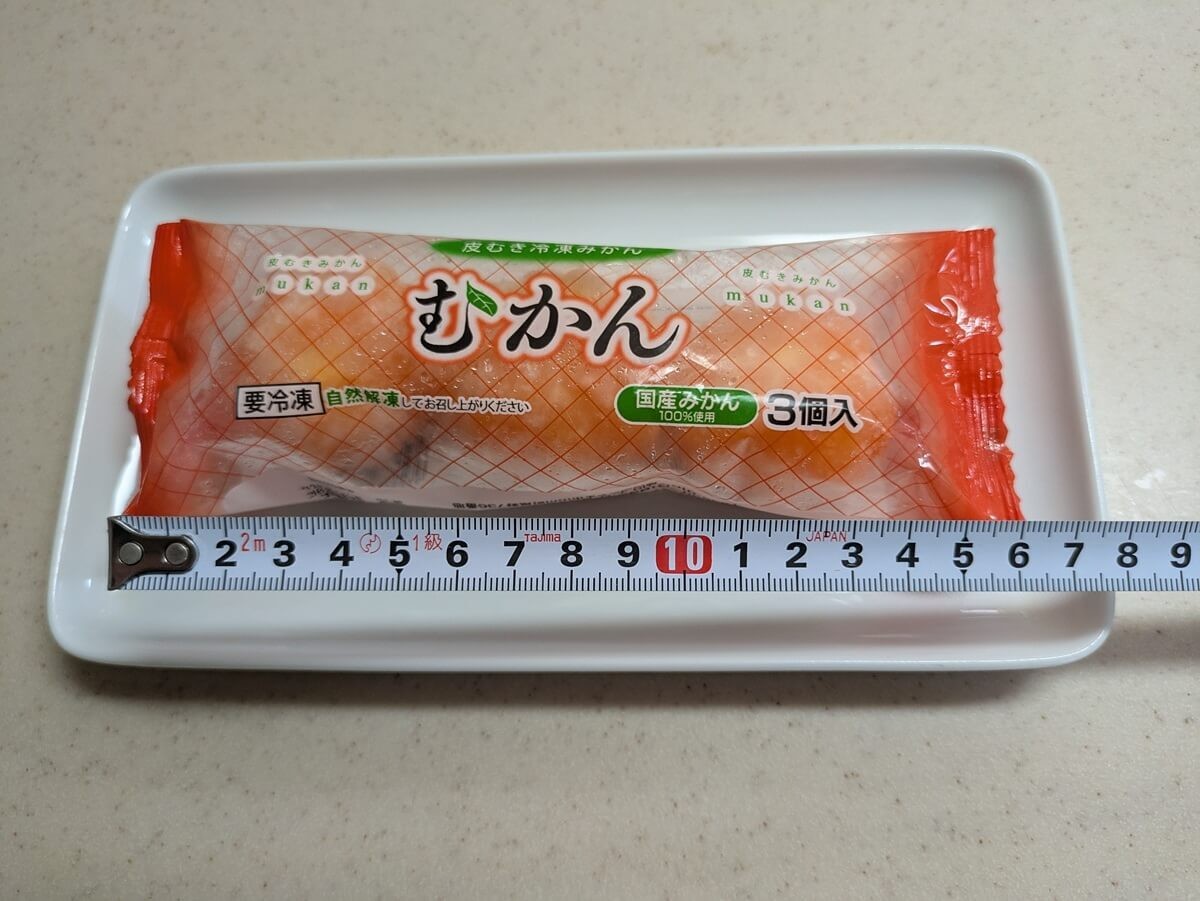 皮むき冷凍みかん
皮むきみかん
mukan
むかん
皮むきみかん
mukan
要冷凍
自然解凍してお召し上がりください
国産みかん
100%使用
3個入
2 3 4 5 6 7 8 9 10 1 2 3 4 5 6 7 8 9
2m
1級
Tajima
JAPAN